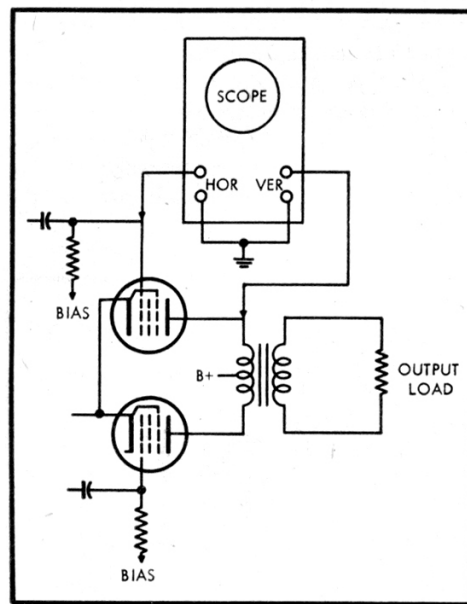 SCOPE
HOR VER
BIAS
B+
OUTPUT
LOAD
BIAS